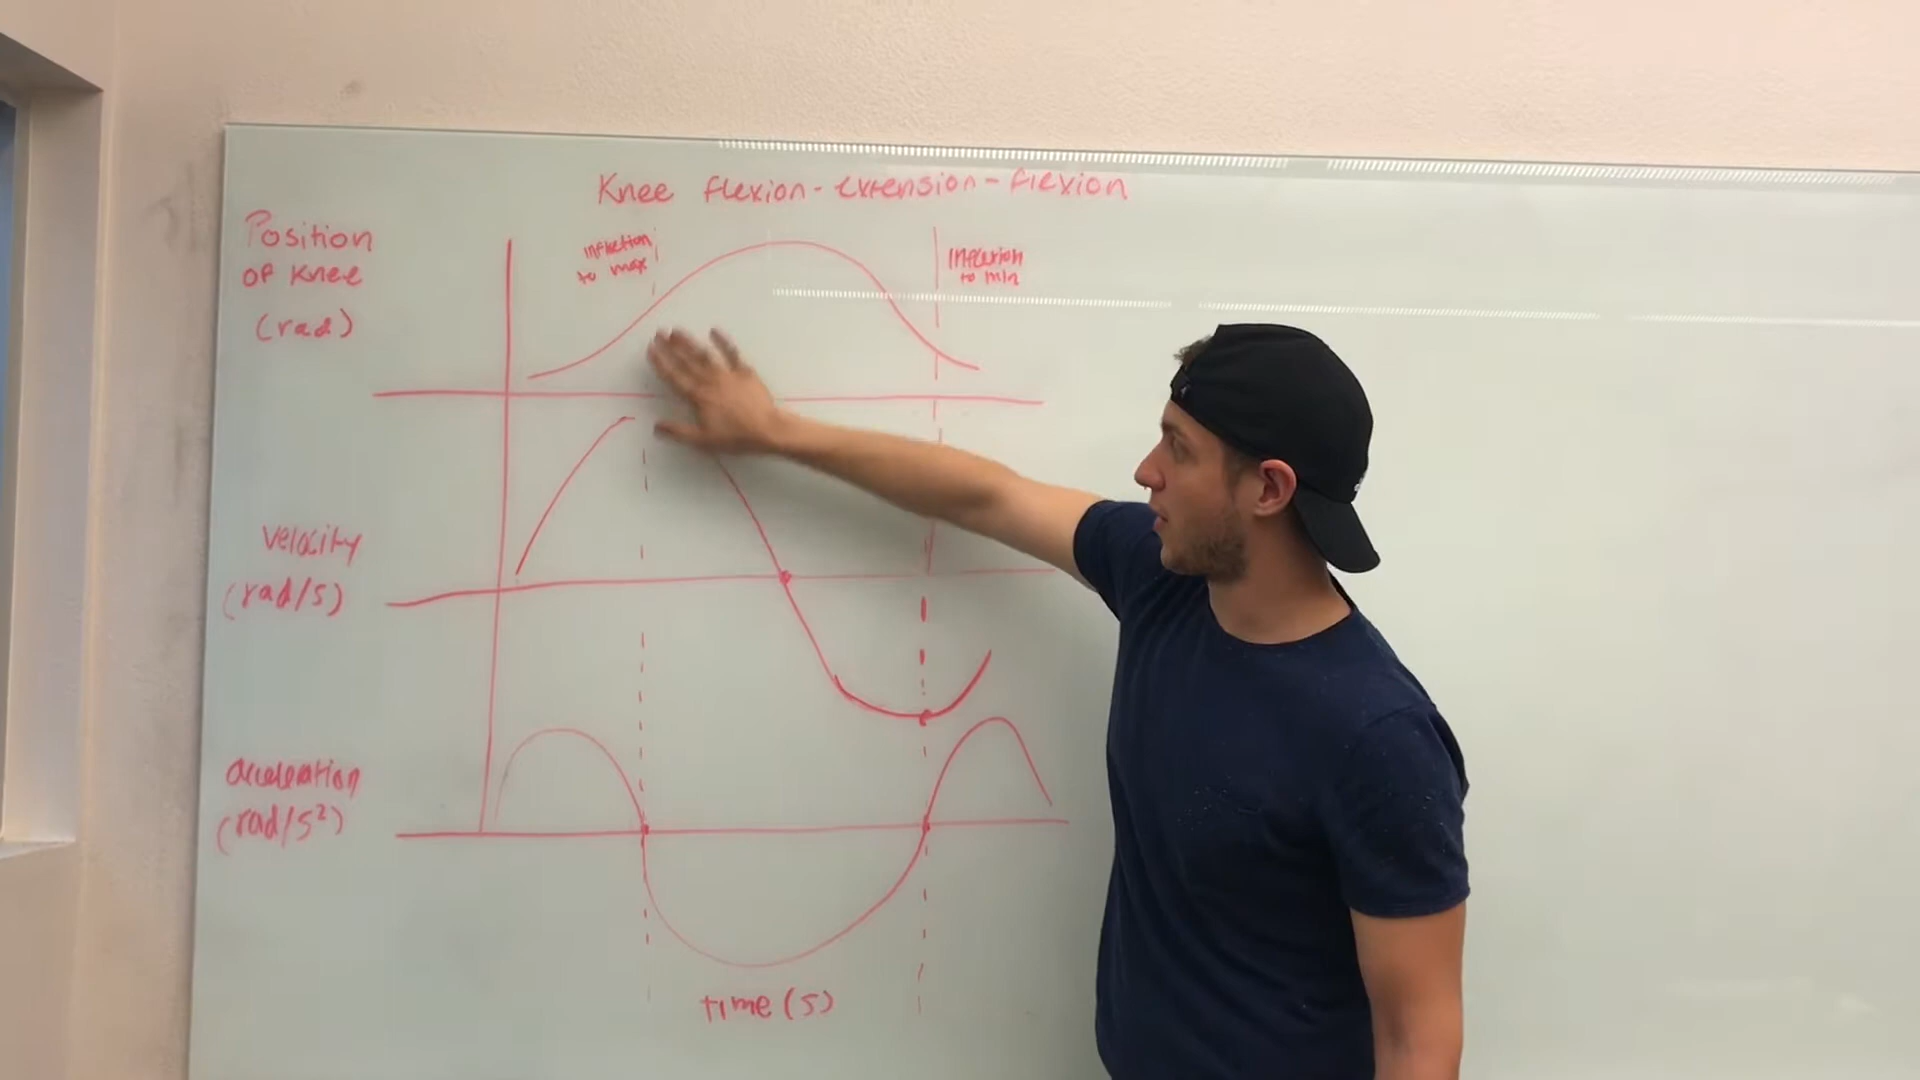 Knee flexion-extension-flexion
Position
of Knee
(rad)
Inflection
to max
Inflection
to min
Velocity
(rad/s)
acceleration
(rad/s²)
time (s)